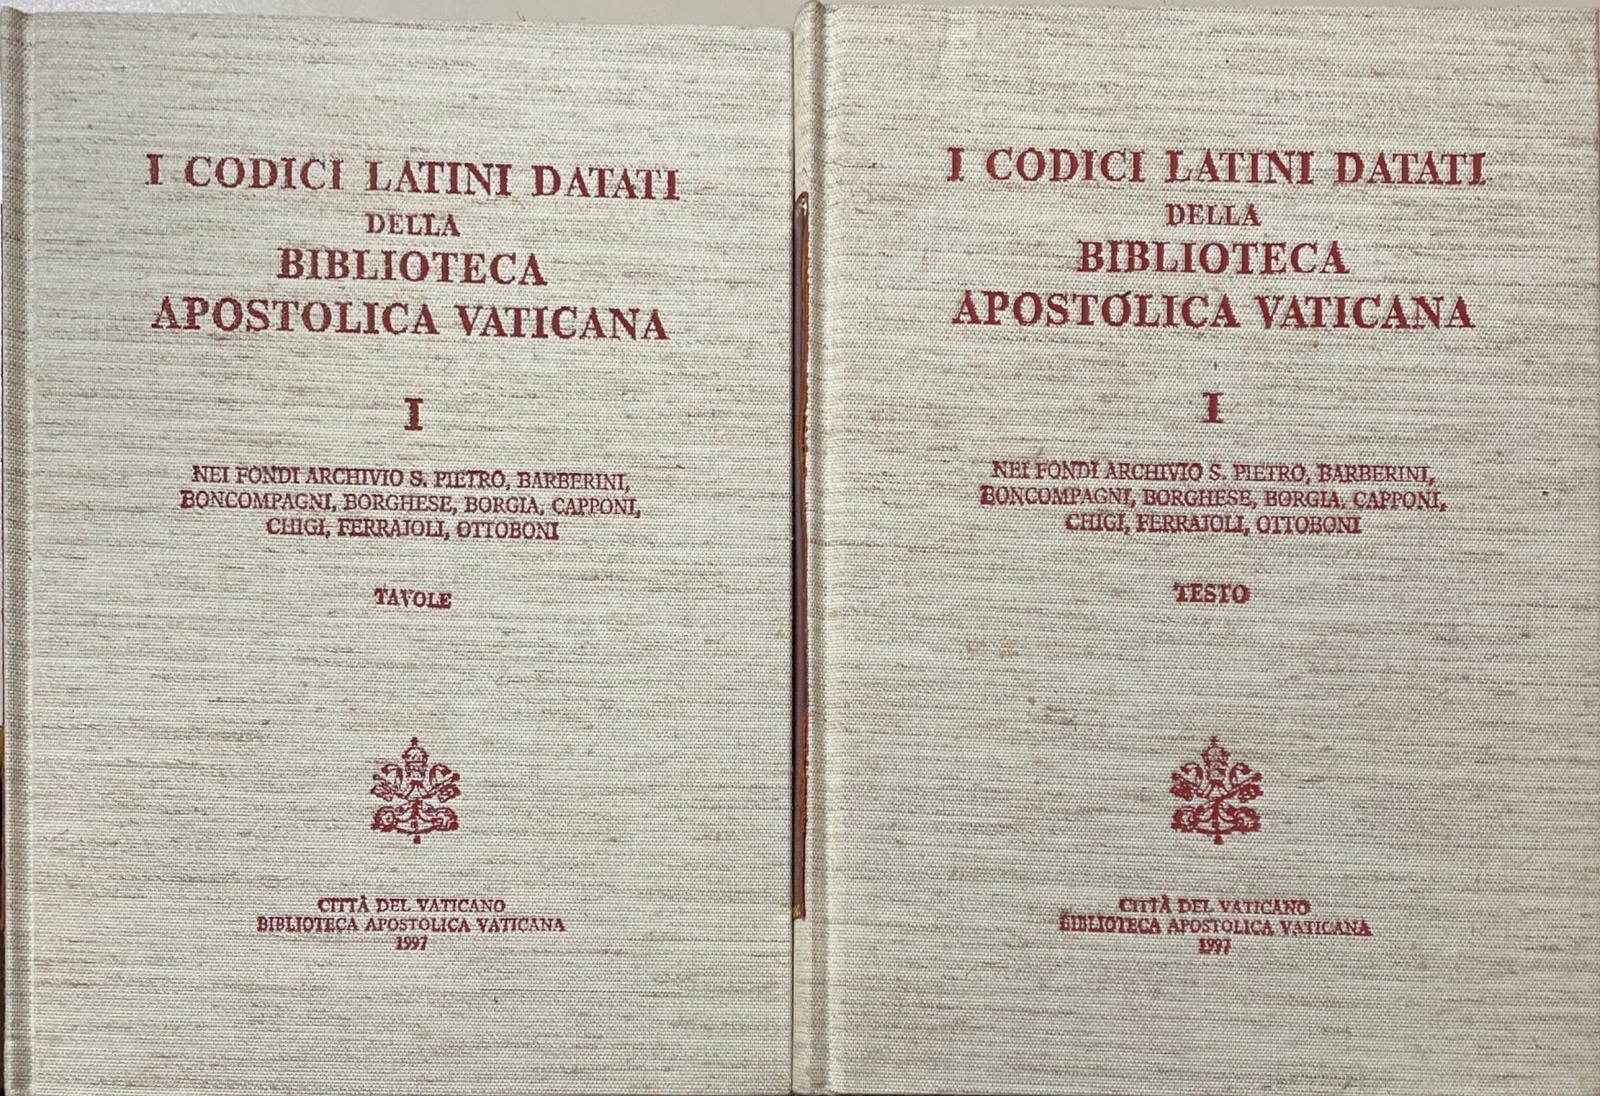 I CODICI LATINI DATATI
DELLA
BIBLIOTECA
APOSTOLICA VATICANA
I
NEI FONDI ARCHIVIO S. PIETRO, BARBERINI,
BONCOMPAGNI, BORGHESE, BORGIA, CAPPONI,
CHIGI, FERRAIOLI, OTTOBONI
TAVOLE
CITTÀ DEL VATICANO
BIBLIOTECA APOSTOLICA VATICANA
1997
I CODICI LATINI DATATI
DELLA
BIBLIOTECA
APOSTOLICA VATICANA
I
NEI FONDI ARCHIVIO S. PIETRO, BARBERINI,
BONCOMPAGNI, BORGHESE, BORGIA, CAPPONI,
CHIGI, FERRAIOLI, OTTOBONI
TESTO
CITTÀ DEL VATICANO
BIBLIOTECA APOSTOLICA VATICANA
1997